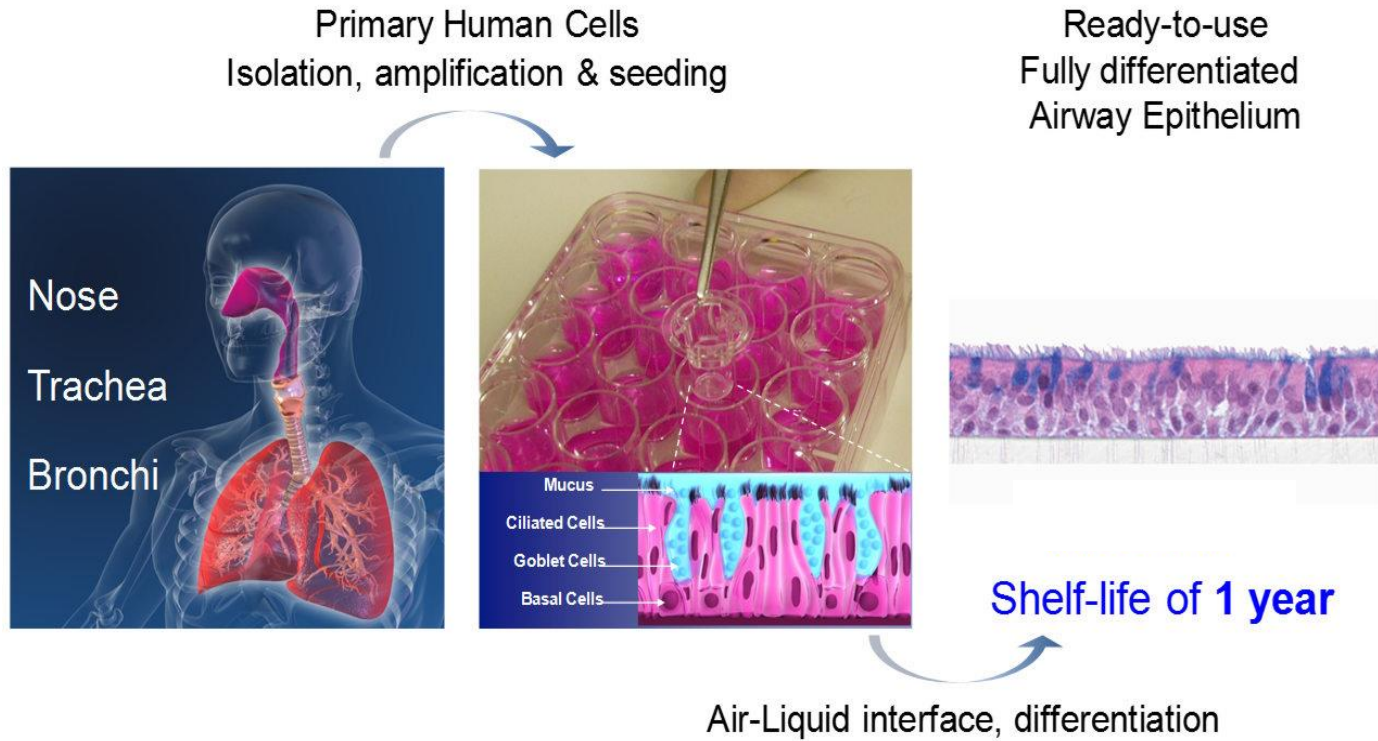 Primary Human Cells
Isolation, amplification & seeding
Ready-to-use
Fully differentiated
Airway Epithelium
Nose
Trachea
Bronchi
Mucus
Ciliated Cells
Goblet Cells
Basal Cells
Shelf-life of 1 year
Air-Liquid interface, differentiation